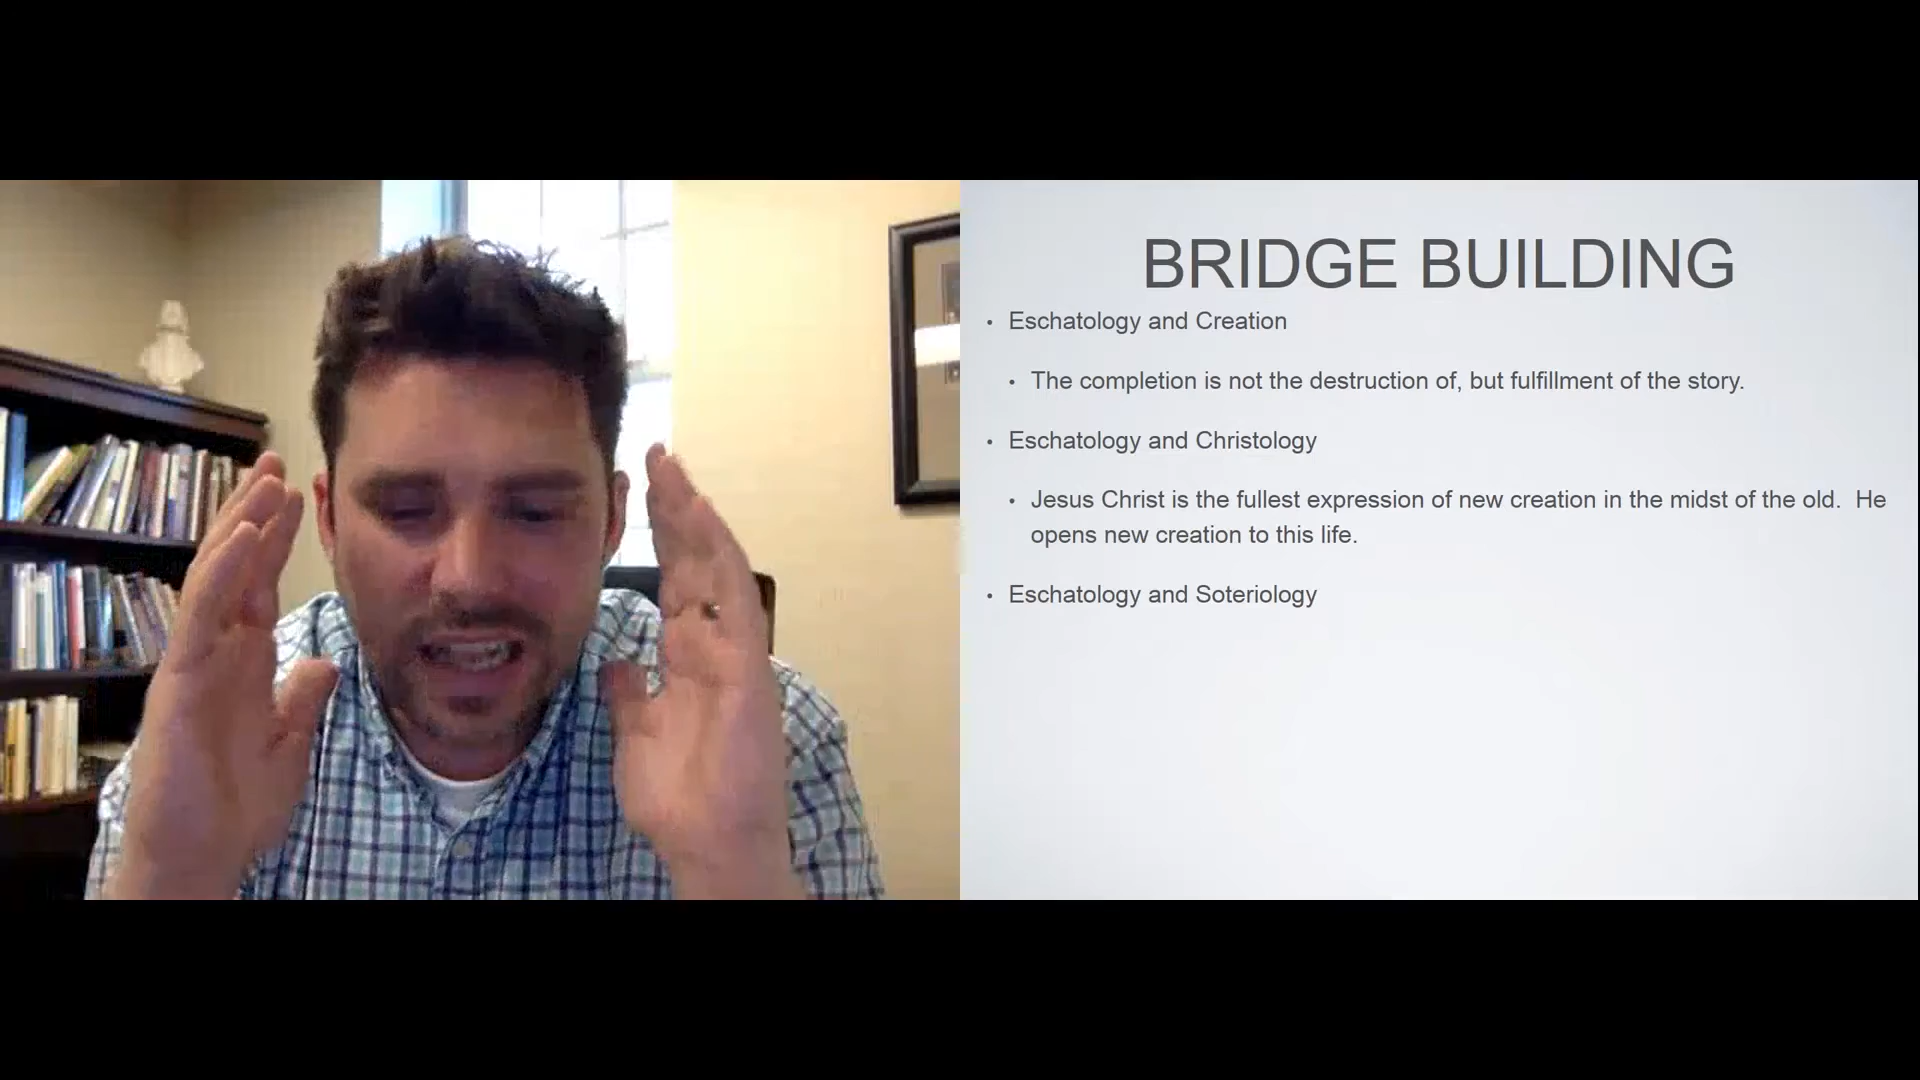 BRIDGE BUILDING
• Eschatology and Creation
• The completion is not the destruction of, but fulfillment of the story.
• Eschatology and Christology
• Jesus Christ is the fullest expression of new creation in the midst of the old.  He
opens new creation to this life.
• Eschatology and Soteriology